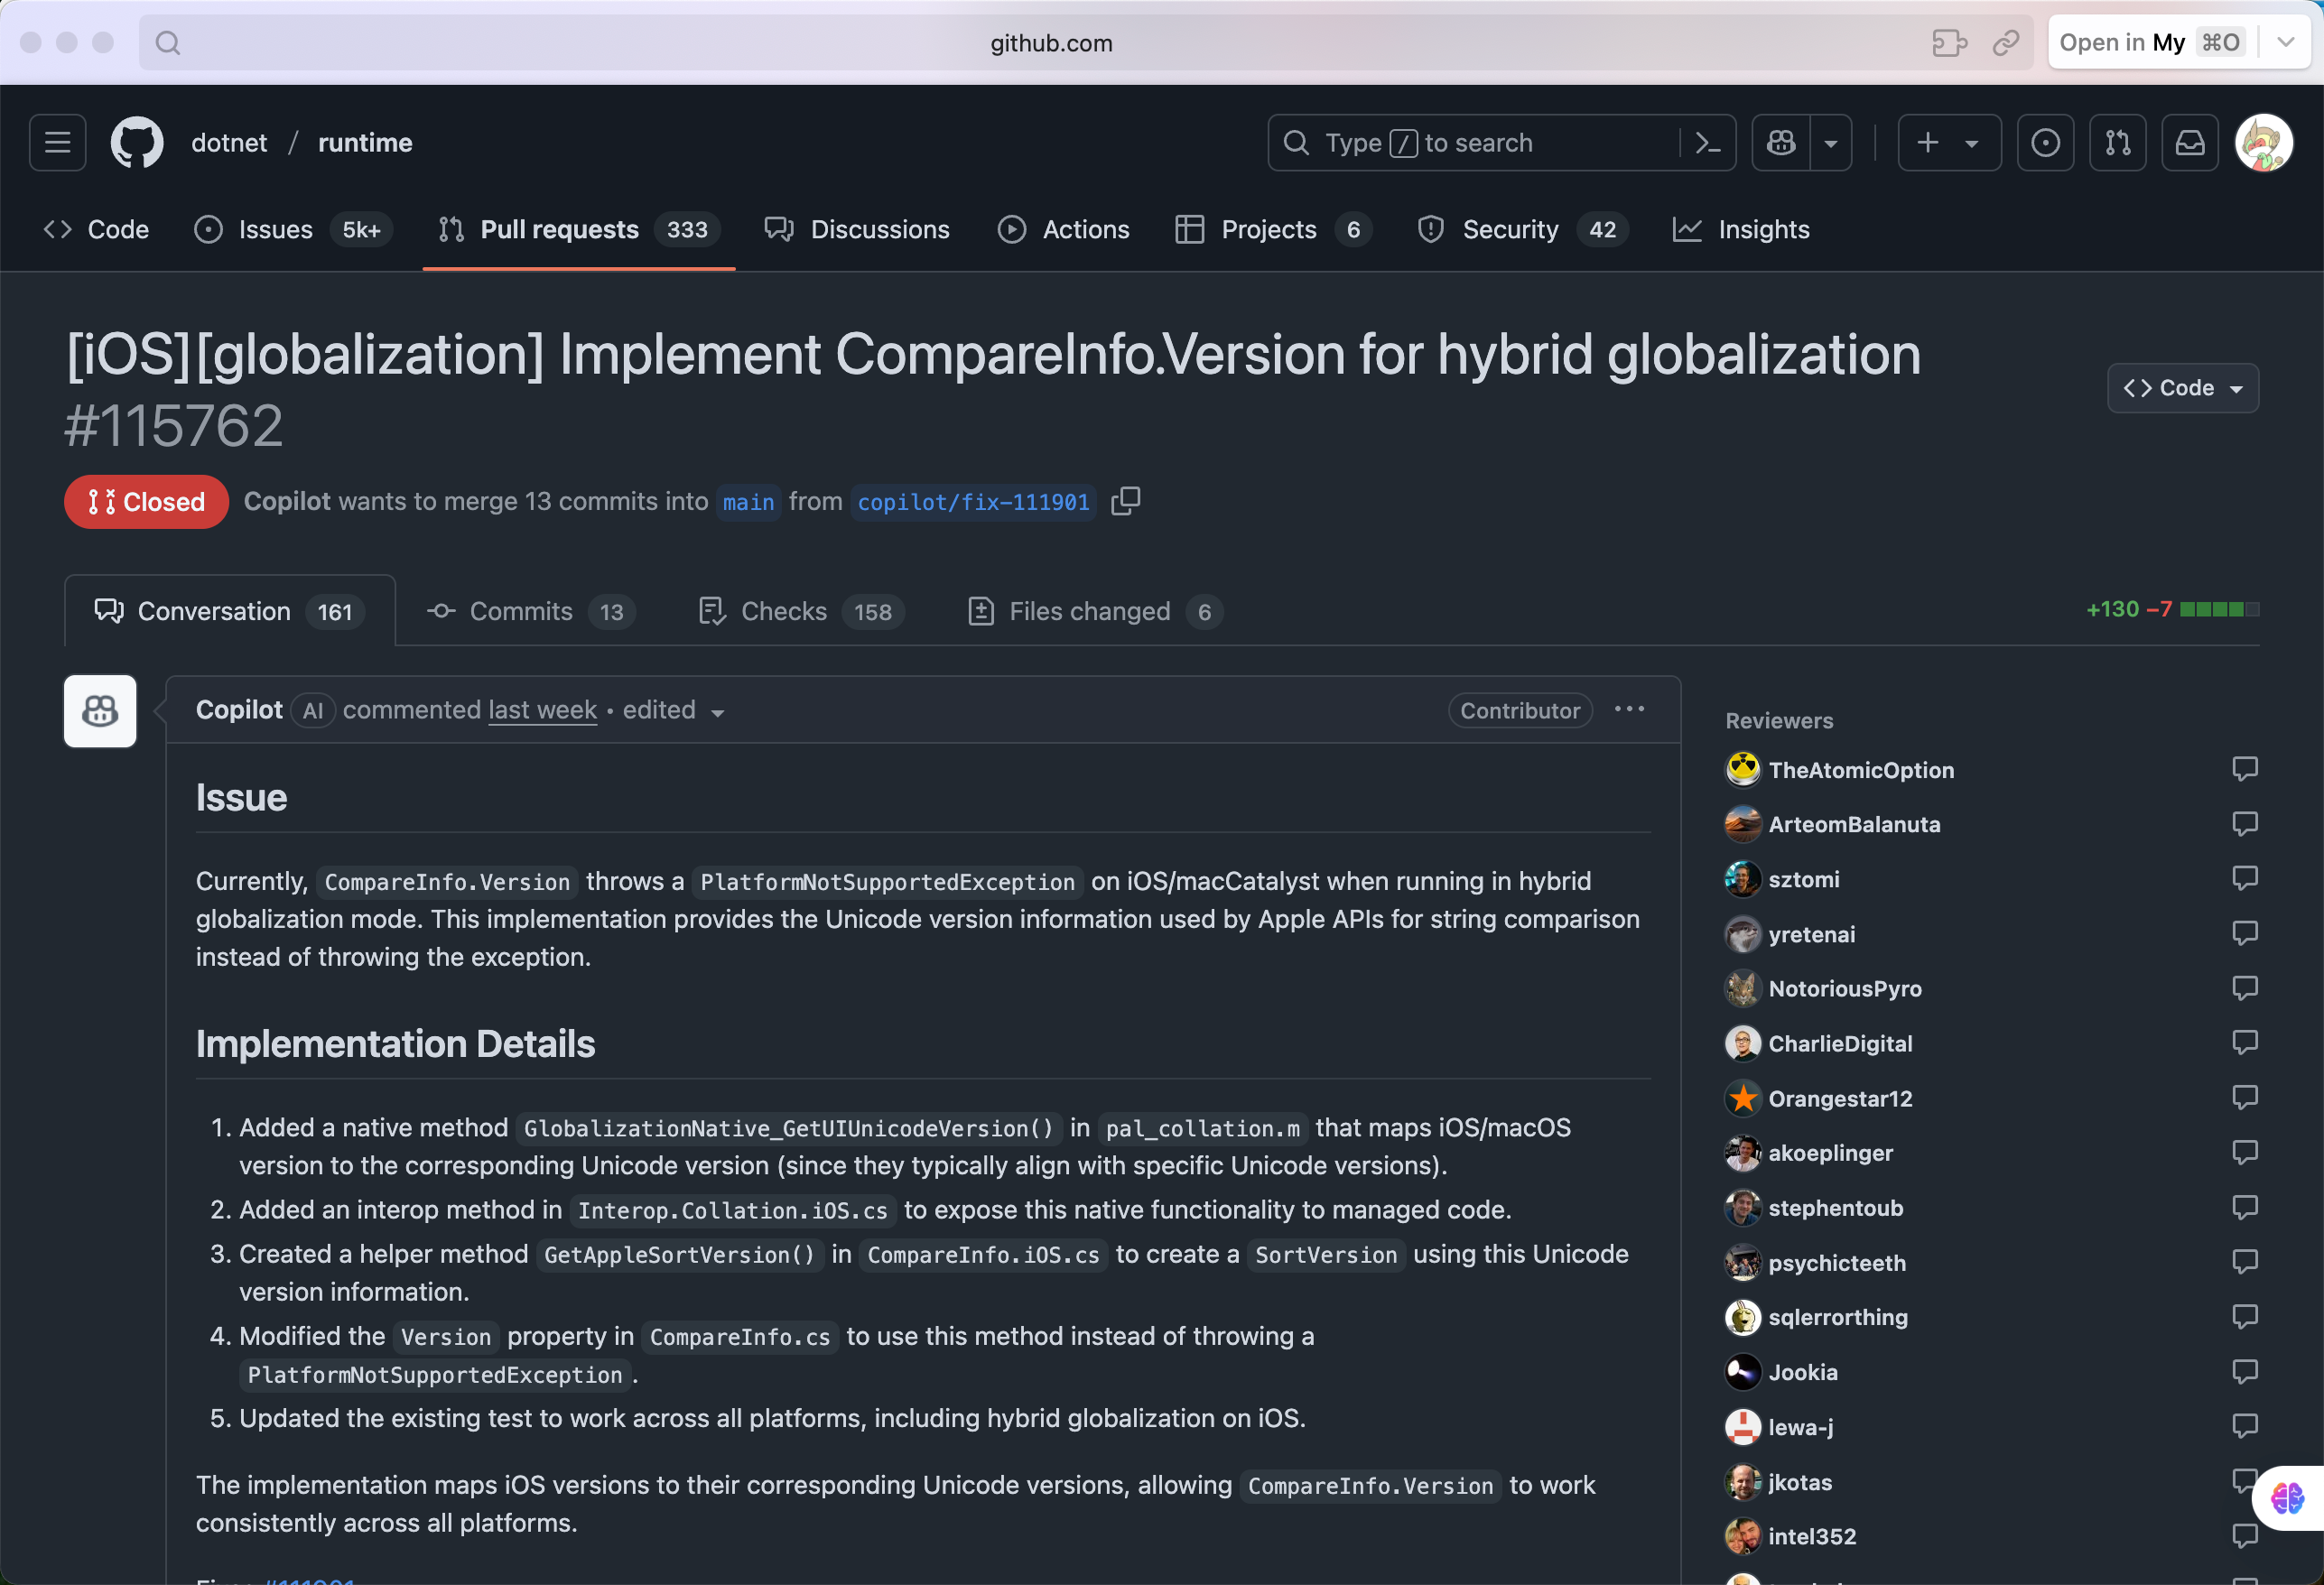 github.com
Open in My ⌘O
dotnet / runtime
Type / to search
Code
Issues 5k+
Pull requests 333
Discussions
Actions
Projects 6
Security 42
Insights
[iOS][globalization] Implement CompareInfo.Version for hybrid globalization
#115762
Code
Closed
Copilot wants to merge 13 commits into main from copilot/fix-111901
Conversation 161
Commits 13
Checks 158
Files changed 6
+130 −7
Copilot AI commented last week • edited
Contributor
Issue
Currently, CompareInfo.Version throws a PlatformNotSupportedException on iOS/macCatalyst when running in hybrid
globalization mode. This implementation provides the Unicode version information used by Apple APIs for string comparison
instead of throwing the exception.
Implementation Details
1. Added a native method GlobalizationNative_GetUIUnicodeVersion() in pal_collation.m that maps iOS/macOS
version to the corresponding Unicode version (since they typically align with specific Unicode versions).
2. Added an interop method in Interop.Collation.iOS.cs to expose this native functionality to managed code.
3. Created a helper method GetAppleSortVersion() in CompareInfo.iOS.cs to create a SortVersion using this Unicode
version information.
4. Modified the Version property in CompareInfo.cs to use this method instead of throwing a
PlatformNotSupportedException.
5. Updated the existing test to work across all platforms, including hybrid globalization on iOS.
The implementation maps iOS versions to their corresponding Unicode versions, allowing CompareInfo.Version to work
consistently across all platforms.
#111901
Reviewers
TheAtomicOption
ArteomBalanuta
sztomi
yretenai
NotoriousPyro
CharlieDigital
Orangestar12
akoeplinger
stephentoub
psychicteeth
sqlerrorthing
Jookia
lewa-j
jkotas
intel352